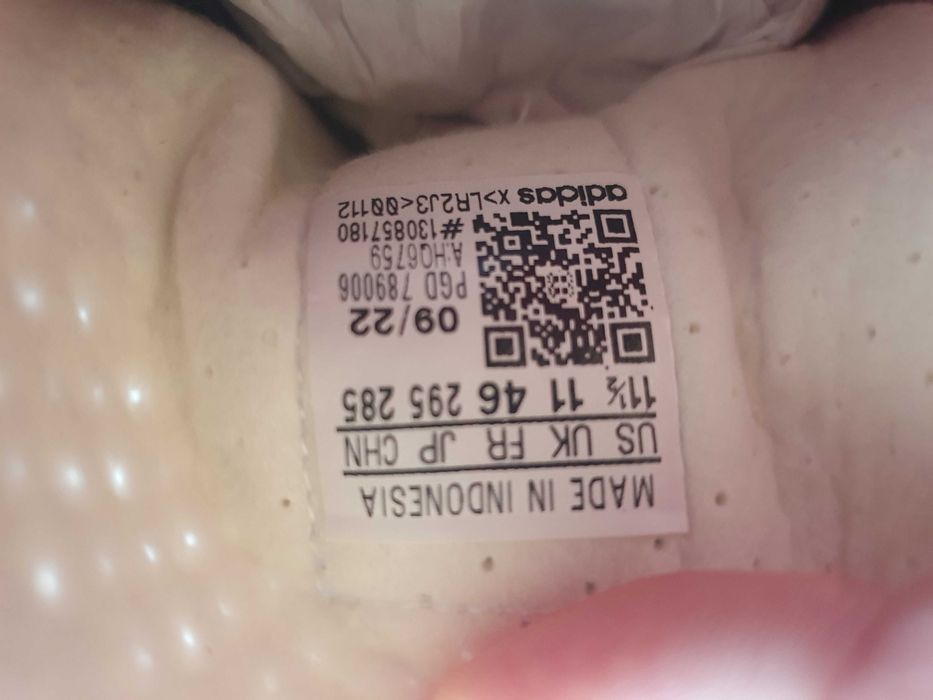 MADE IN INDONESIA
US UK FR JP CHN
11½ 11 46 295 285
09/22
PGD 789006
A:HQ6759
#130857180
adidas x>LR2J3<00112